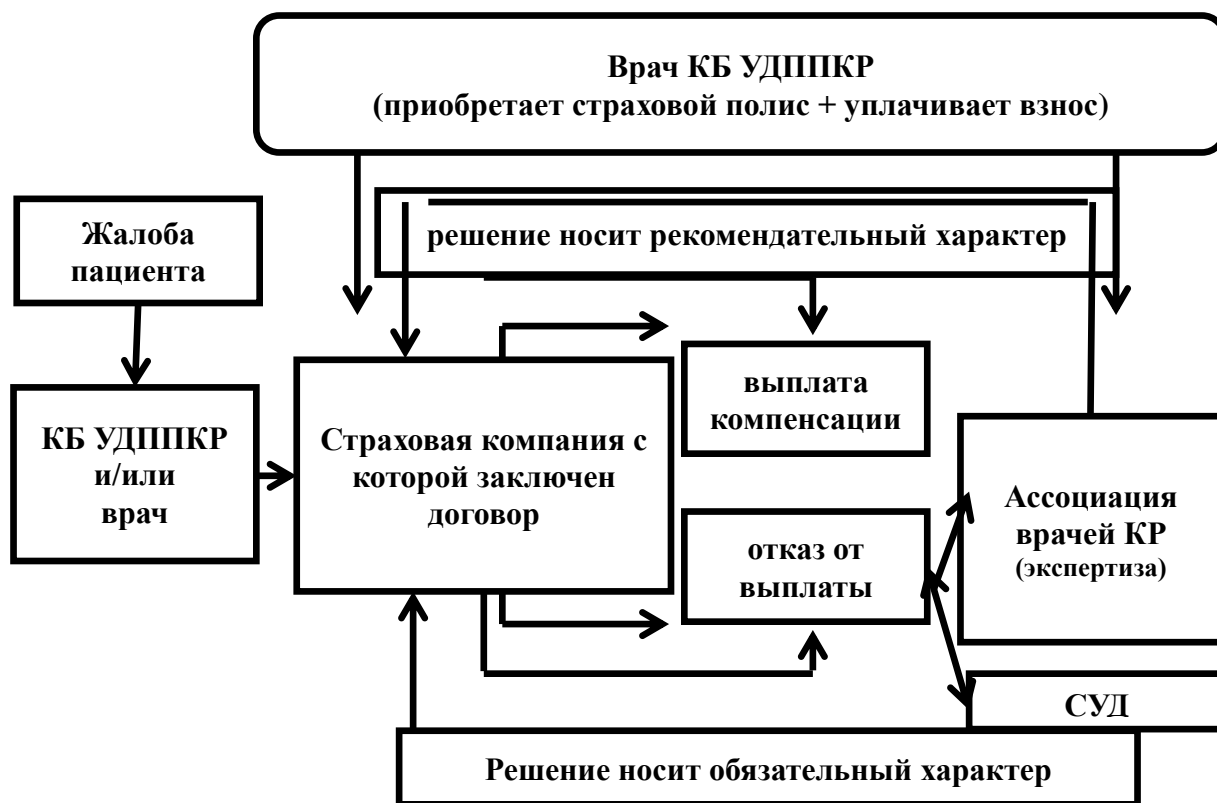 Врач КБ УДППКР
(приобретает страховой полис + уплачивает взнос)
Жалоба
пациента
решение носит рекомендательный характер
КБ УДППКР
и/или
врач
Страховая компания с
которой заключен
договор
выплата
компенсации
отказ от
выплаты
Ассоциация
врачей КР
(экспертиза)
СУД
Решение носит обязательный характер